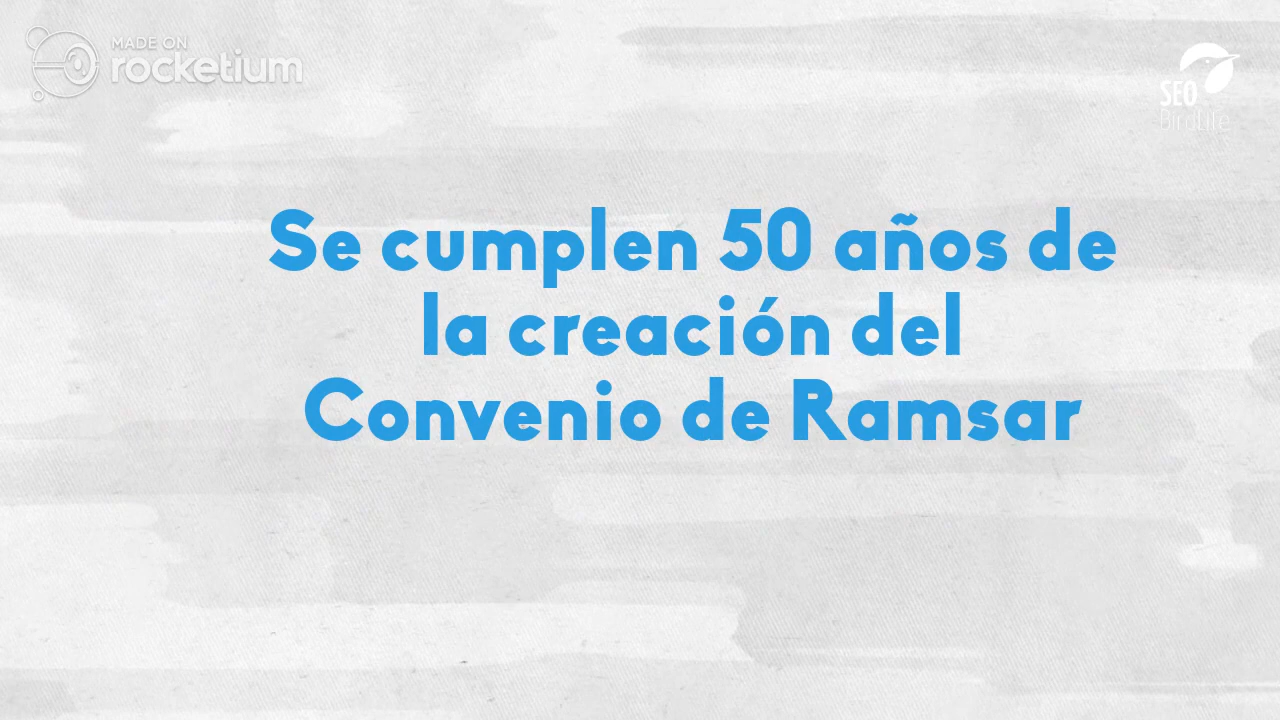 MADE ON
rocketium
SEO
BirdLife
Se cumplen 50 años de
la creación del
Convenio de Ramsar